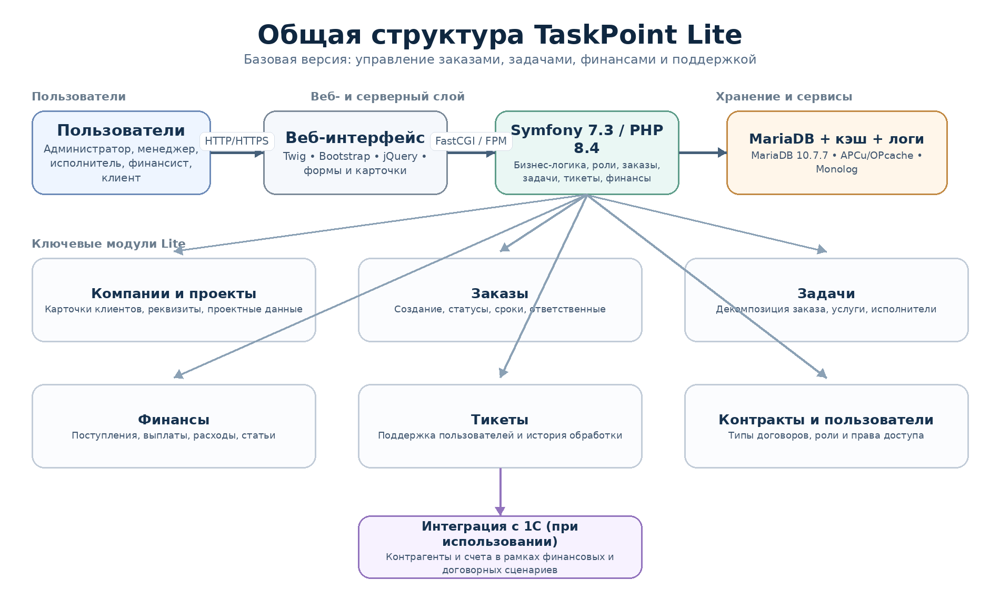 Общая структура TaskPoint Lite
Базовая версия: управление заказами, задачами, финансами и поддержкой
Пользователи
Веб- и серверный слой
Хранение и сервисы
Пользователи
Администратор, менеджер,
исполнитель, финансист,
клиент
HTTP/HTTPS
Веб-интерфейс
Twig • Bootstrap • jQuery •
формы и карточки
FastCGI / FPM
Symfony 7.3 / PHP
8.4
Бизнес-логика, роли, заказы,
задачи, тикеты, финансы
MariaDB + кэш + логи
MariaDB 10.7.7 • APCu/OPcache •
Monolog
Ключевые модули Lite
Компании и проекты
Карточки клиентов, реквизиты, проектные данные
Заказы
Создание, статусы, сроки, ответственные
Задачи
Декомпозиция заказа, услуги, исполнители
Финансы
Поступления, выплаты, расходы, статьи
Тикеты
Поддержка пользователей и история обработки
Контракты и пользователи
Типы договоров, роли и права доступа
Интеграция с 1С (при
использовании)
Контрагенты и счета в рамках финансовых и
договорных сценариев